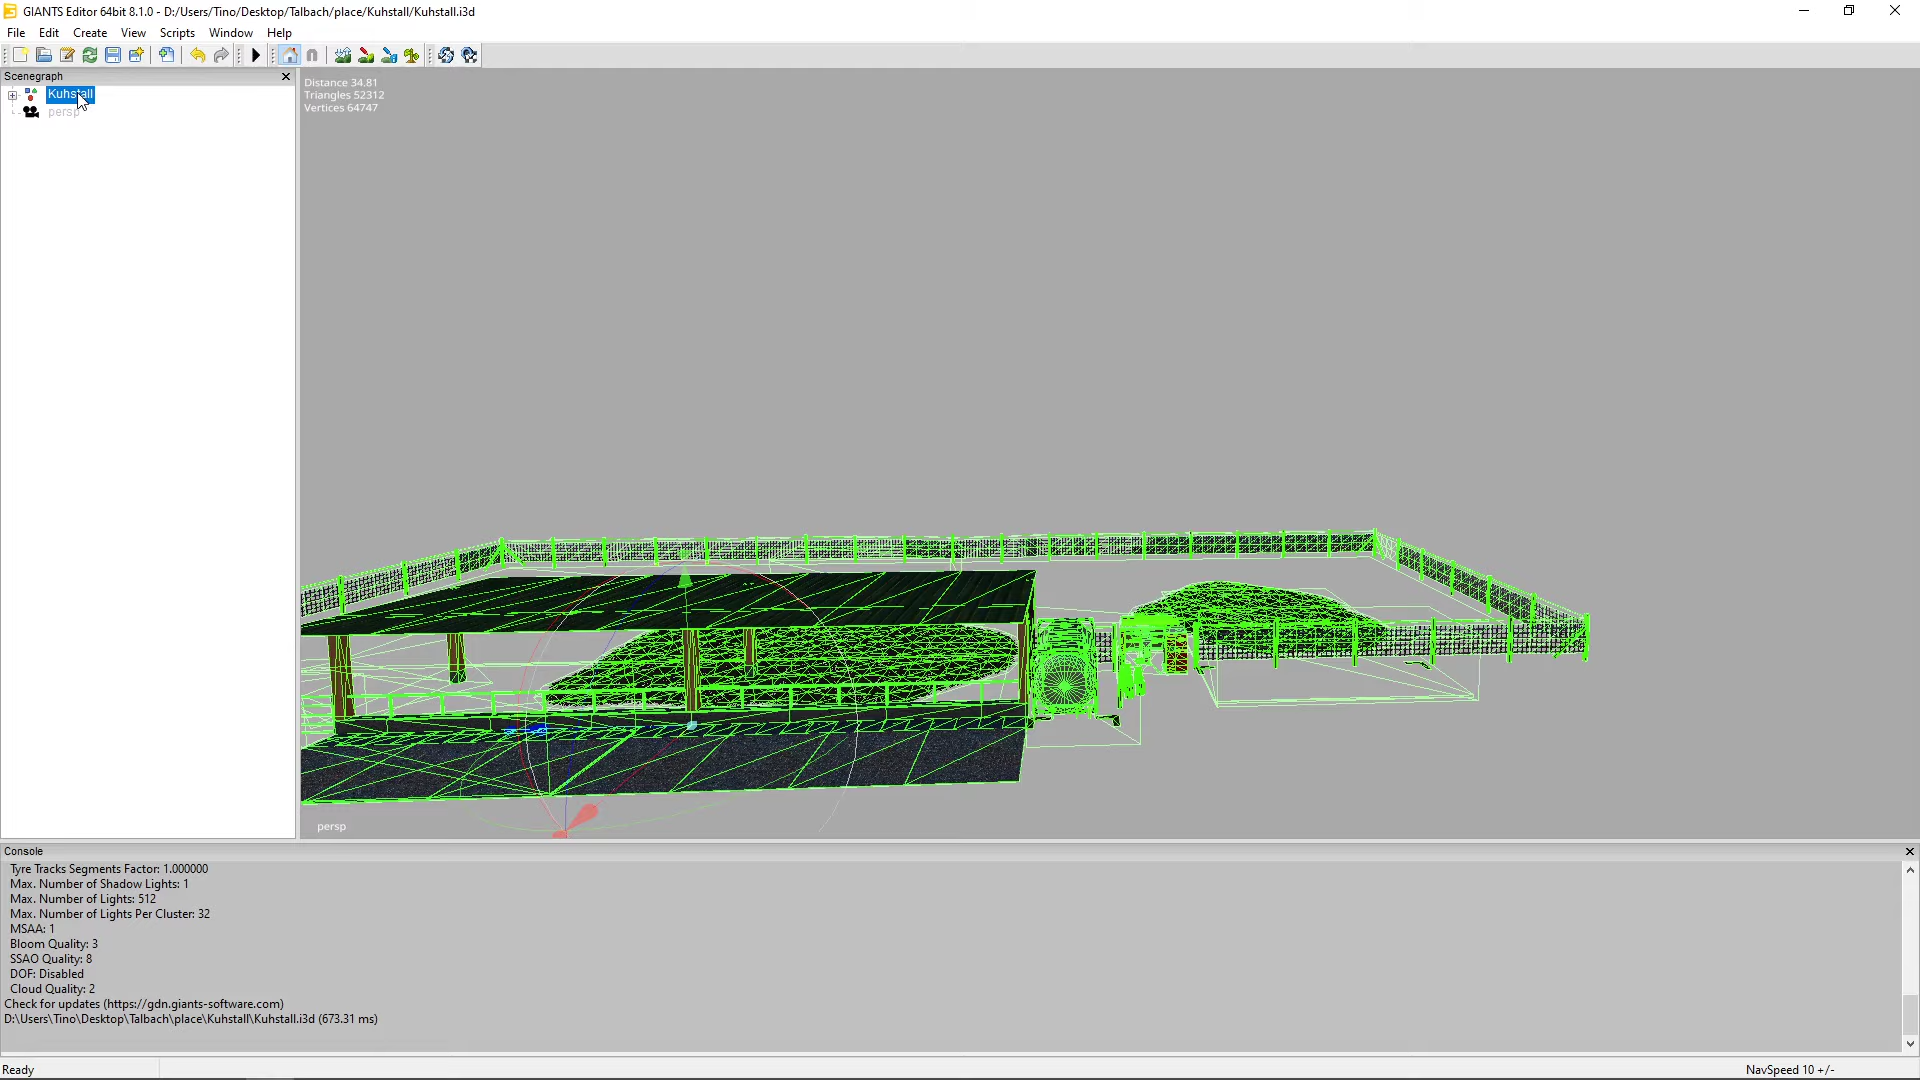 GIANTS Editor 64bit 8.1.0 - D:/Users/Tino/Desktop/Talbach/place/Kuhstall/Kuhstall.i3d
File Edit Create View Scripts Window Help
Scenegraph
Kuhstall
persp
Distance 34.81
Triangles 52312
Vertices 64747
persp
Console
Tyre Tracks Segments Factor: 1.000000
Max. Number of Shadow Lights: 1
Max. Number of Lights: 512
Max. Number of Lights Per Cluster: 32
MSAA: 1
Bloom Quality: 3
SSAO Quality: 8
DOF: Disabled
Cloud Quality: 2
Check for updates (https://gdn.giants-software.com)
D:\Users\Tino\Desktop\Talbach\place\Kuhstall\Kuhstall.i3d (673.31 ms)
Ready
NavSpeed 10 +/-